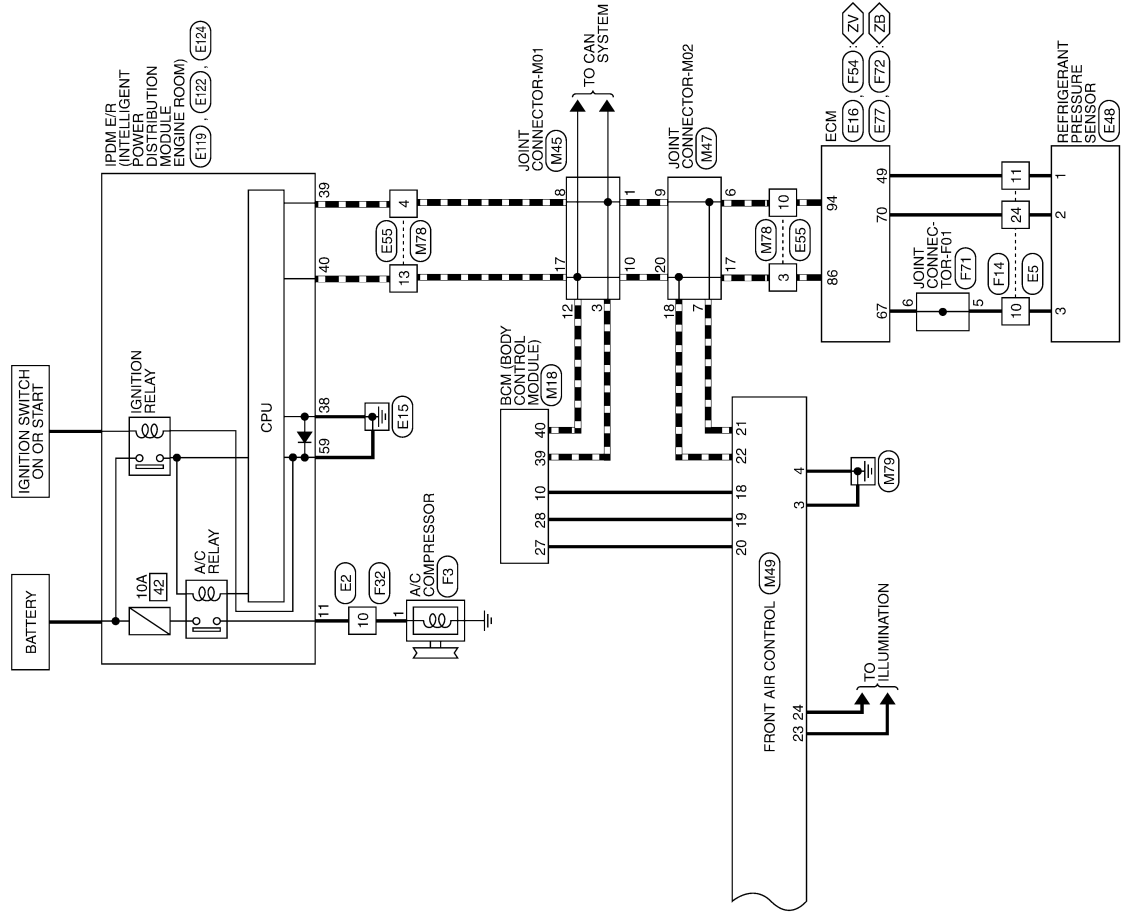 BATTERY
IGNITION SWITCH
ON OR START
IPDM E/R
(INTELLIGENT
POWER
DISTRIBUTION
MODULE
ENGINE ROOM)
E119 , E122 , E124
10A
42
A/C
RELAY
IGNITION
RELAY
CPU
11
59
38
40
39
E2
10
F32
1
A/C
COMPRESSOR
F3
E15
13
4
E55
M78
BCM (BODY
CONTROL
MODULE)
M18
27
28
10
39
40
JOINT
CONNECTOR-M01
M45
17
8
12
3
10
1
TO CAN
SYSTEM
JOINT
CONNECTOR-M02
M47
20
9
18
7
17
6
M78
E55
3
10
FRONT AIR CONTROL
M49
20
19
18
22
21
23
24
3
4
TO
ILLUMINATION
M79
ECM
E16 , F54 : ZV
E77 , F72 : ZB
86
94
67
70
49
6
JOINT
CONNEC-
TOR-F01
F71
5
F14
E5
10
24
11
3
2
1
REFRIGERANT
PRESSURE
SENSOR
E48